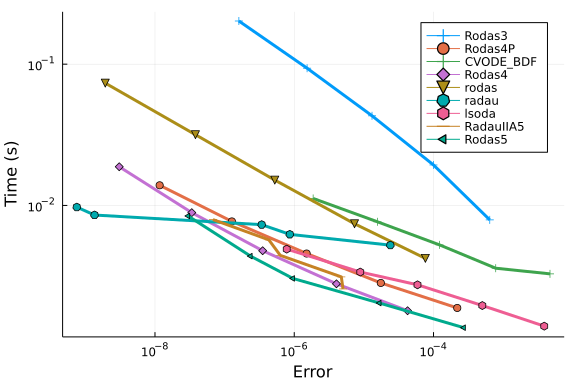 Time (s)
10⁻¹
10⁻²
10⁻⁸
10⁻⁶
10⁻⁴
Error
Rodas3
Rodas4P
CVODE_BDF
Rodas4
rodas
radau
lsoda
RadauIIA5
Rodas5